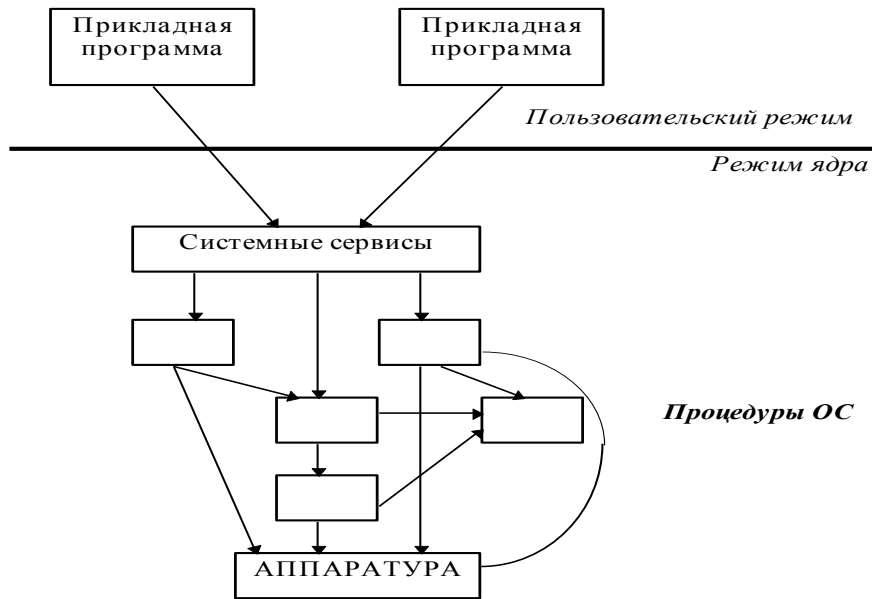 Прикладная
программа
Прикладная
программа
Пользовательский режим
Режим ядра
Системные сервисы
Процедуры ОС
АППАРАТУРА